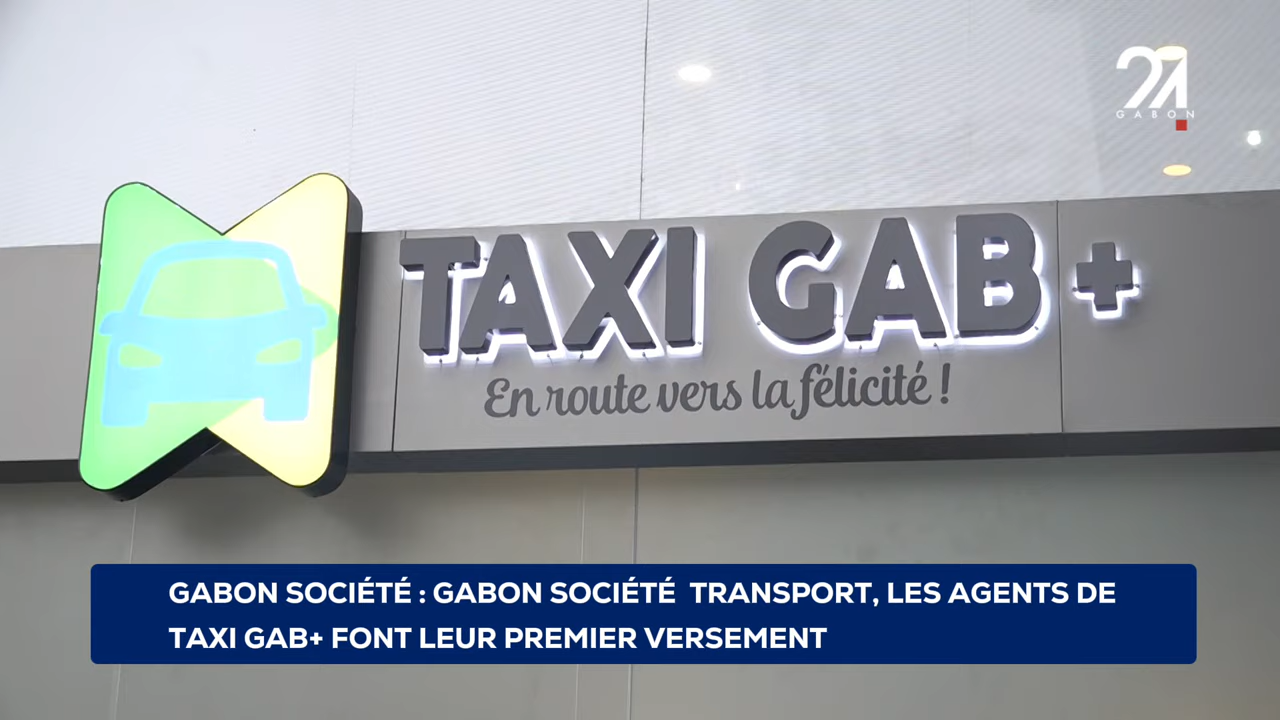 24
GABON
TAXI GAB+
En route vers la félicité !
GABON SOCIÉTÉ : GABON SOCIÉTÉ  TRANSPORT, LES AGENTS DE
TAXI GAB+ FONT LEUR PREMIER VERSEMENT